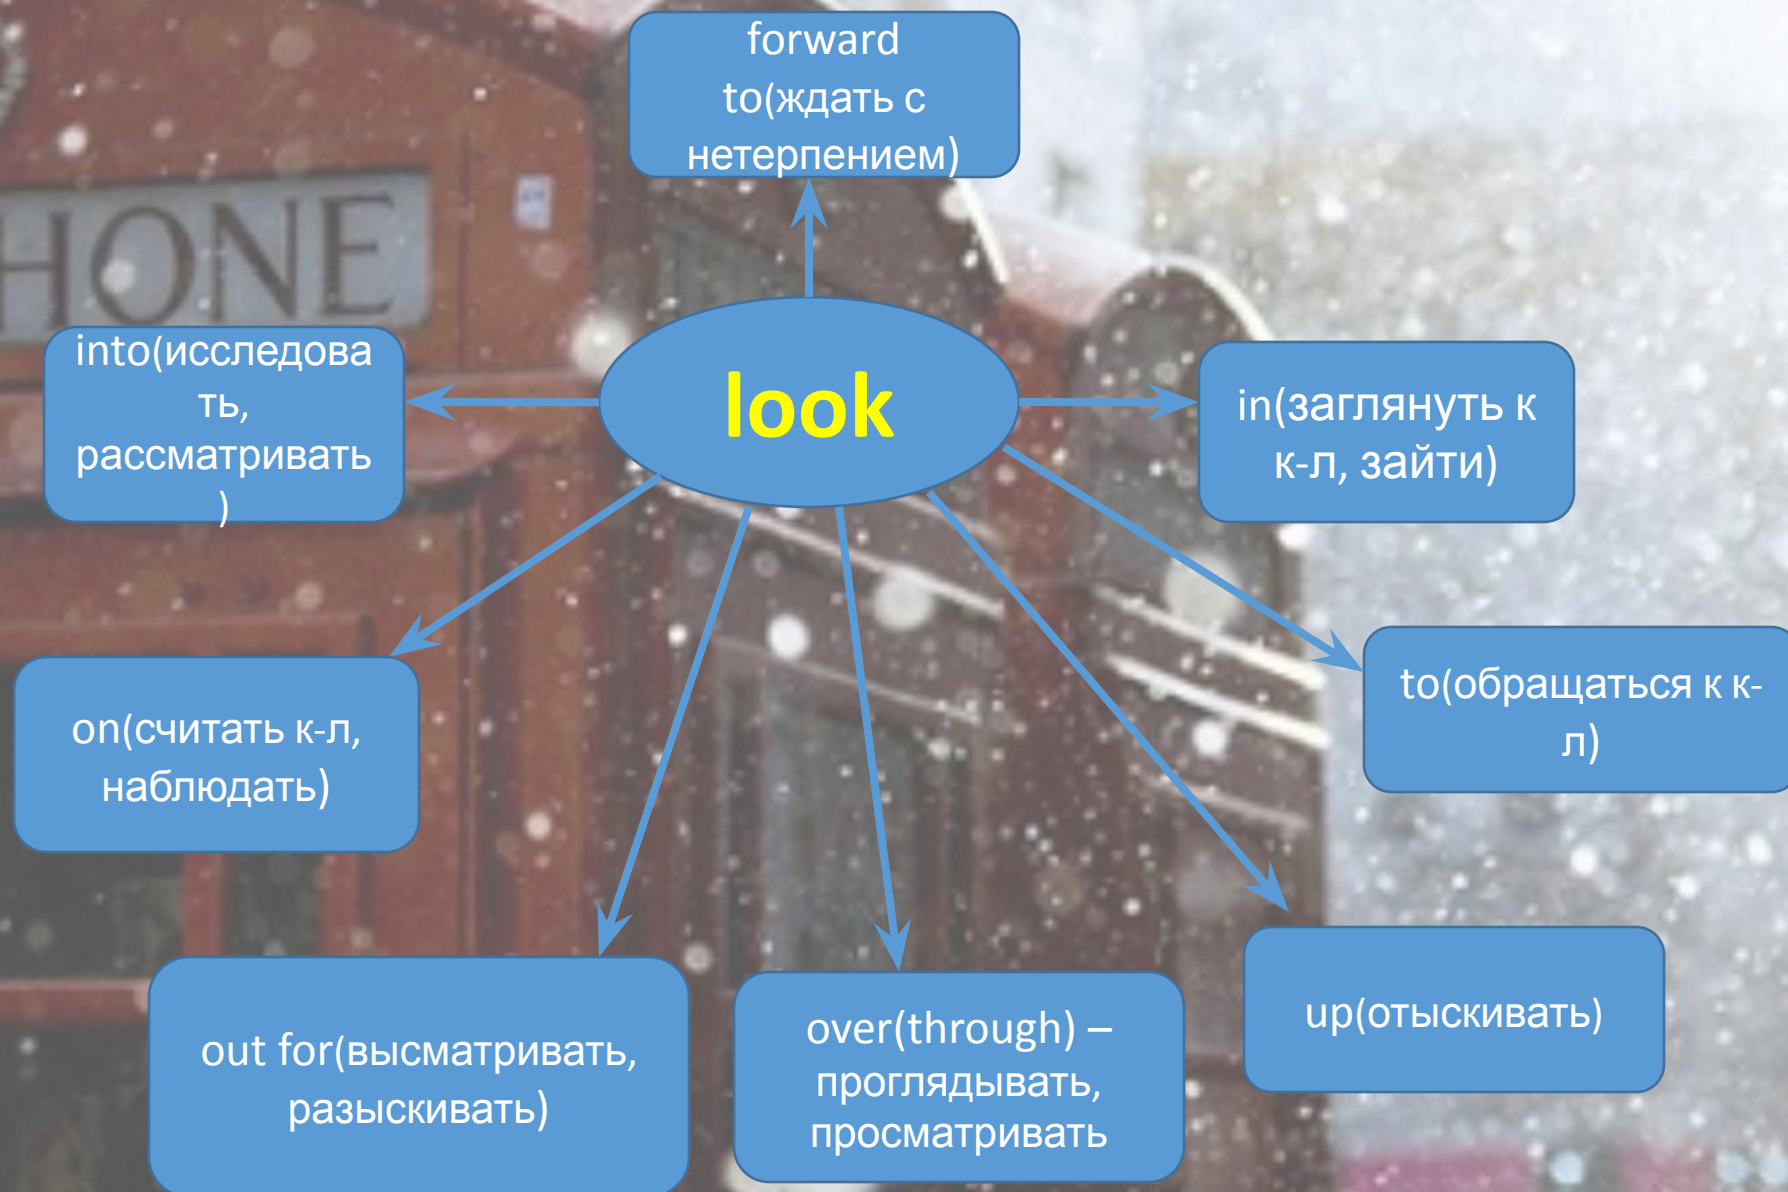 forward
to(ждать с
нетерпением)
HONE
into(исследова
ть,
рассматривать
)
look
in(заглянуть к
к-л, зайти)
on(считать к-л,
наблюдать)
to(обращаться к к-
л)
out for(высматривать,
разыскивать)
over(through) –
проглядывать,
просматривать
up(отыскивать)